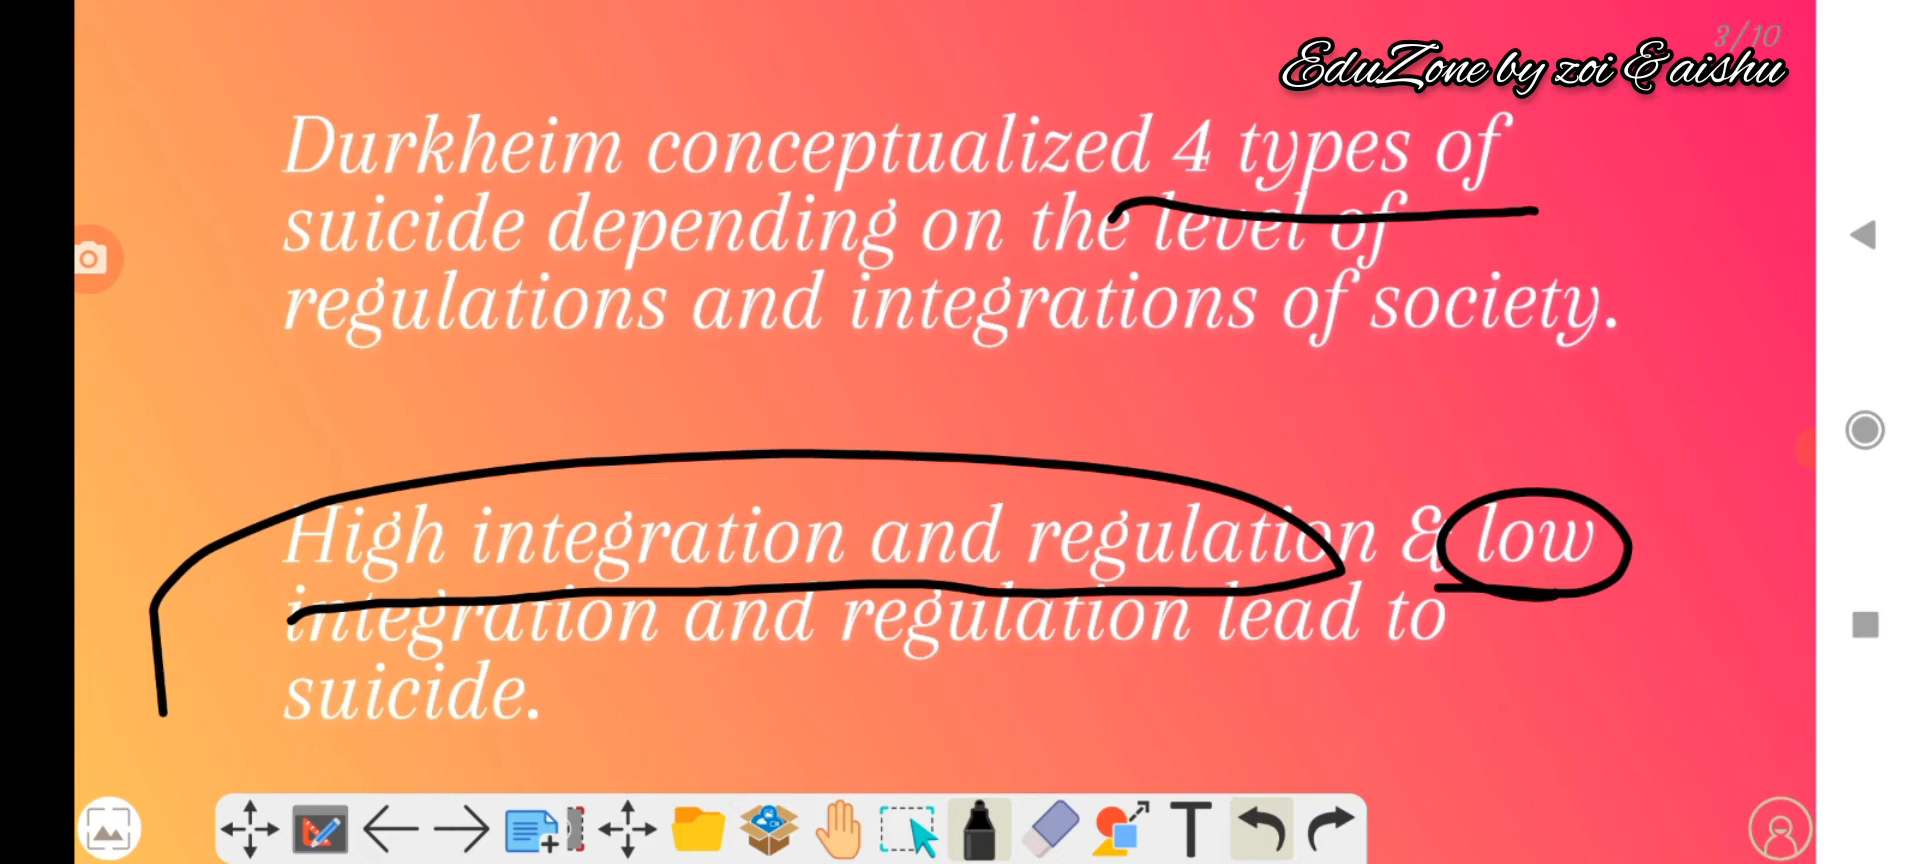 3/10
EduZone by zoi & aishu
Durkheim conceptualized 4 types of
suicide depending on the level of
regulations and integrations of society.
High integration and regulation & low
integration and regulation lead to
suicide.
T